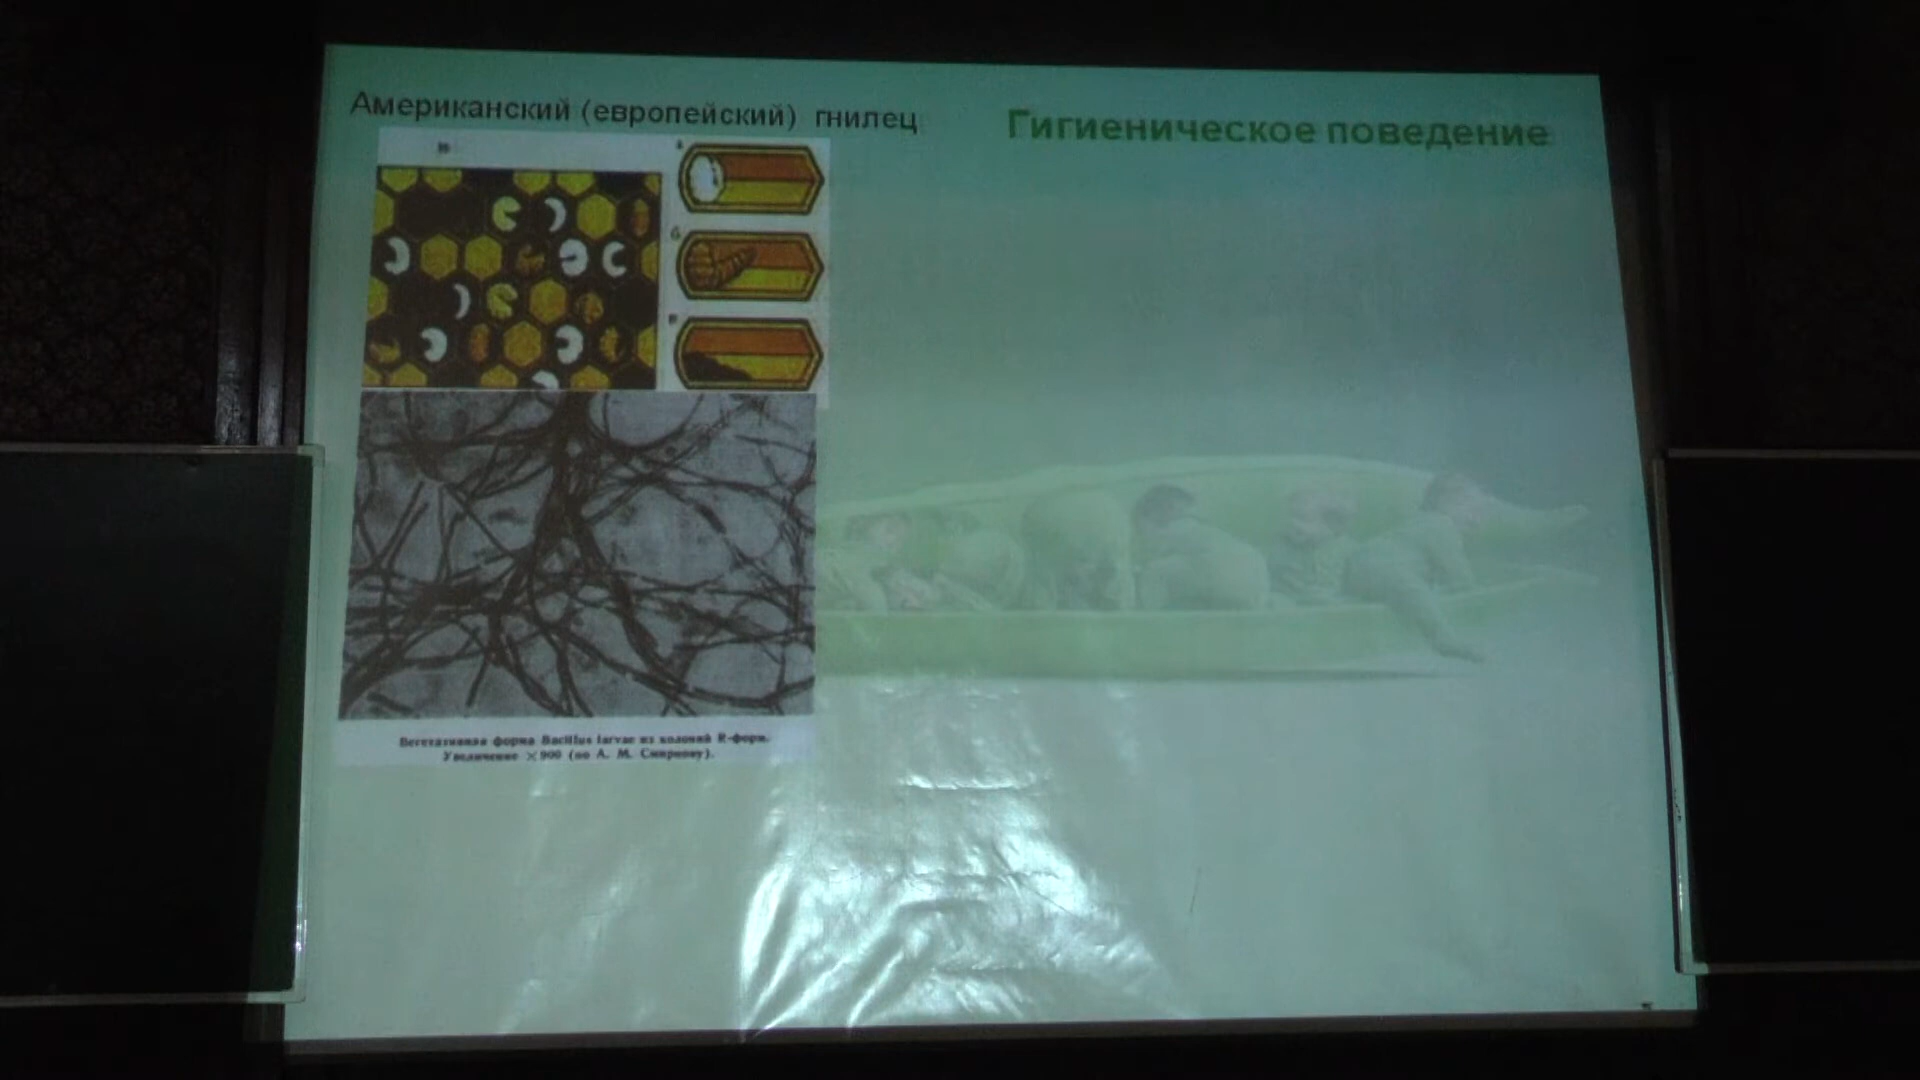 Американский (европейский) гнилец
Гигиеническое поведение
Вегетативная форма Bacillus larvae из колоний R-форм.
Увеличение ×900 (по А. М. Смирнову).